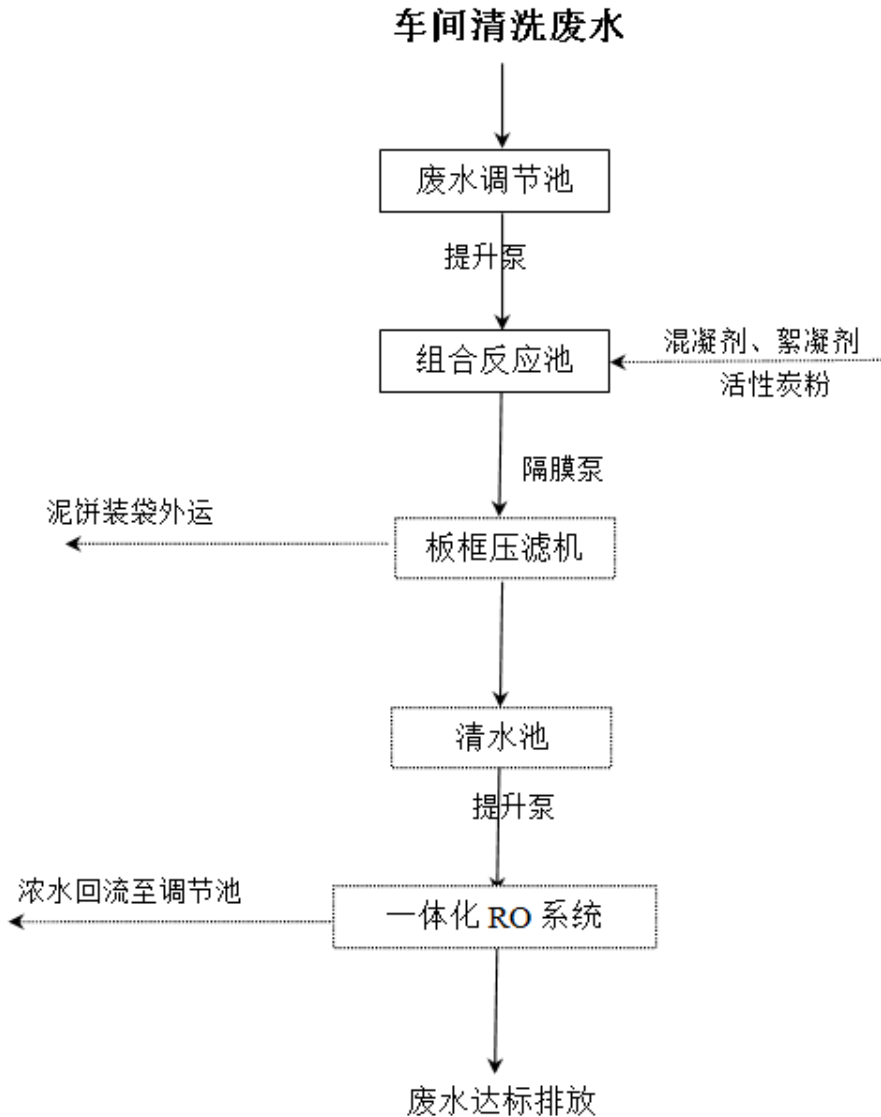 车间清洗废水
废水调节池
提升泵
组合反应池
混凝剂、絮凝剂
活性炭粉
隔膜泵
泥饼装袋外运
板框压滤机
清水池
提升泵
浓水回流至调节池
一体化 RO 系统
废水达标排放